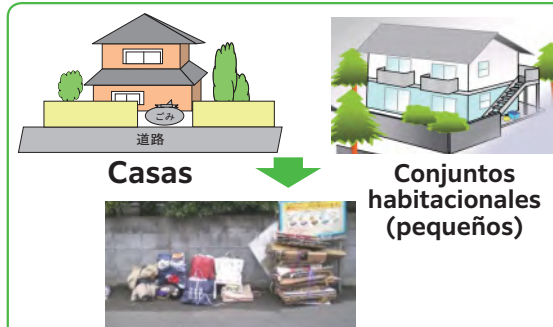 ごみ
道路
Casas
Conjuntos
habitacionales
(pequeños)